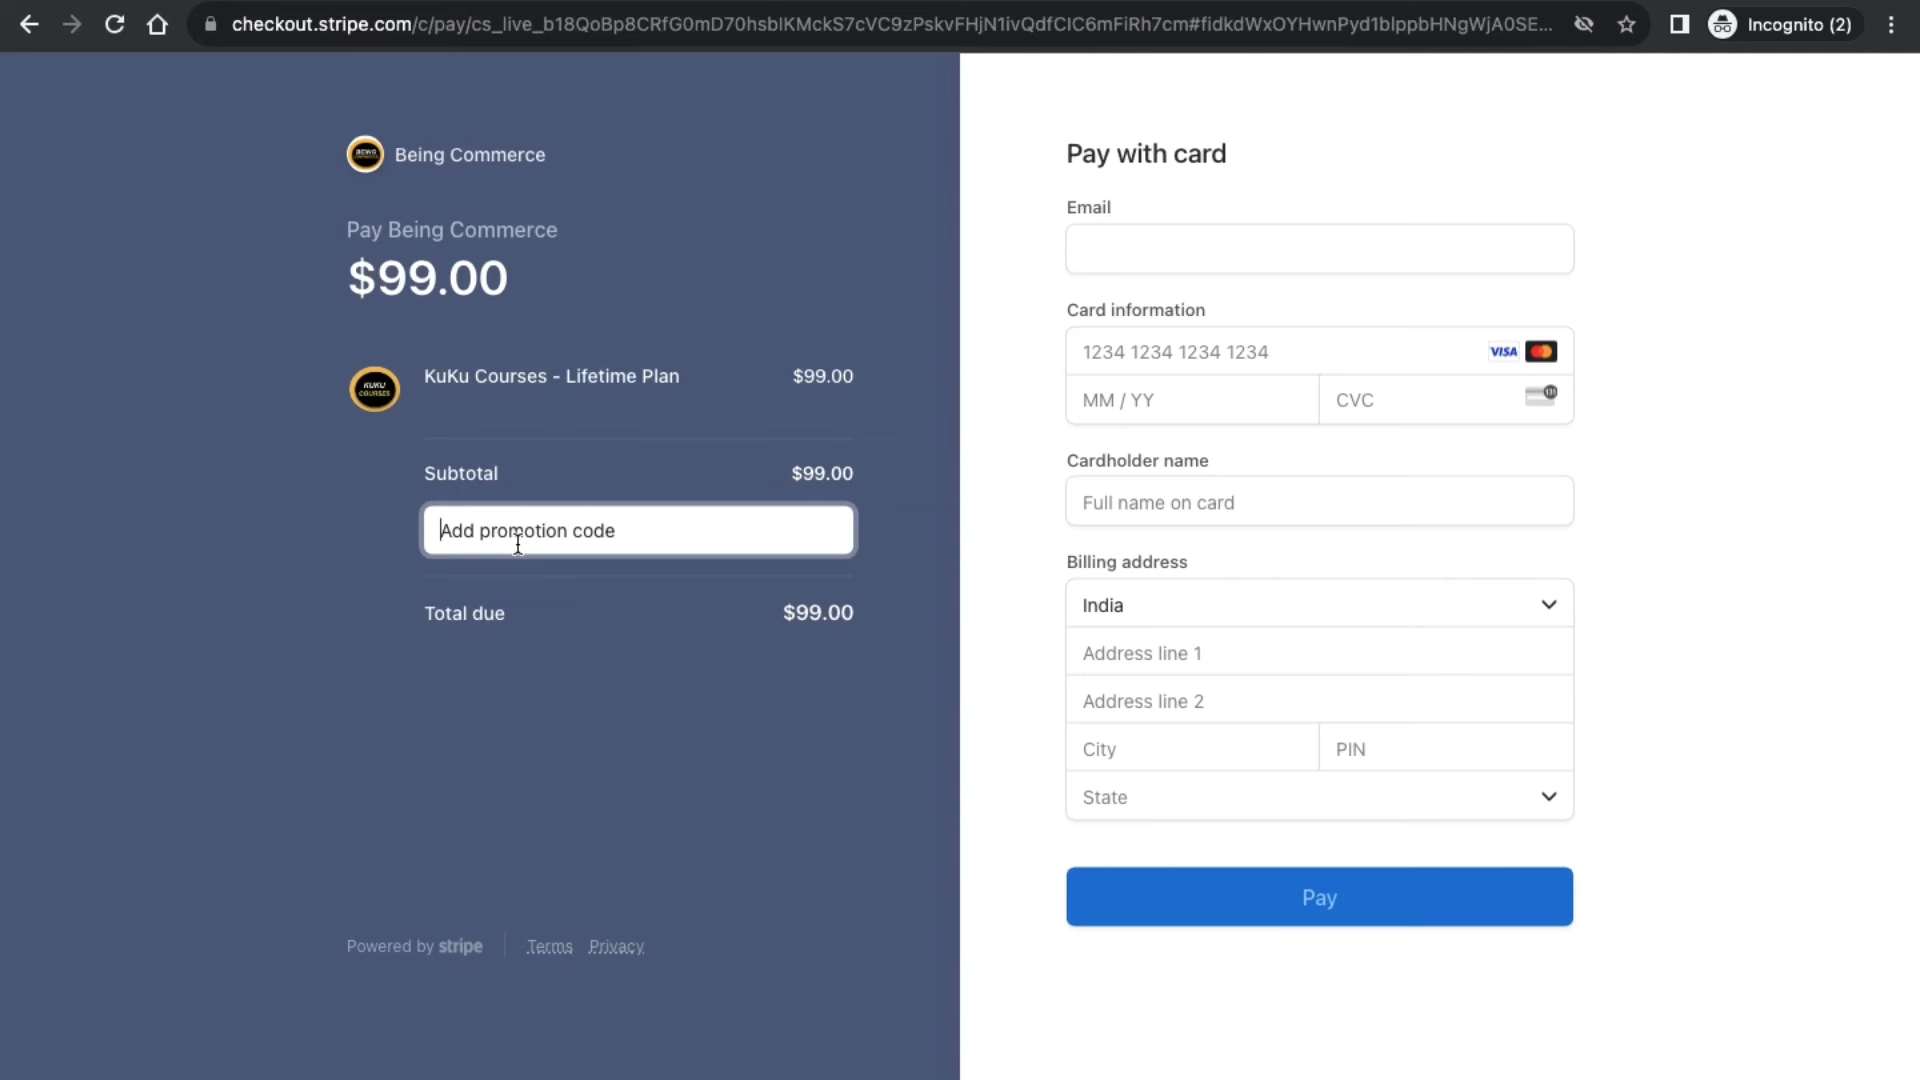 checkout.stripe.com/c/pay/cs_live_b18QoBp8CRfG0mD70hsblKMckS7cVC9zPskvFHjN1ivQdfClC6mFiRh7cm#fidkdWxOYHwnPyd1blppbHNgWjA0SE...
Incognito (2)
Being Commerce
Pay Being Commerce
$99.00
KUKU COURSES
KuKu Courses - Lifetime Plan $99.00
Subtotal $99.00
Add promotion code
Total due $99.00
Powered by stripe Terms Privacy
Pay with card
Email
Card information
1234 1234 1234 1234 VISA
MM / YY CVC
Cardholder name
Full name on card
Billing address
India
Address line 1
Address line 2
City PIN
State
Pay